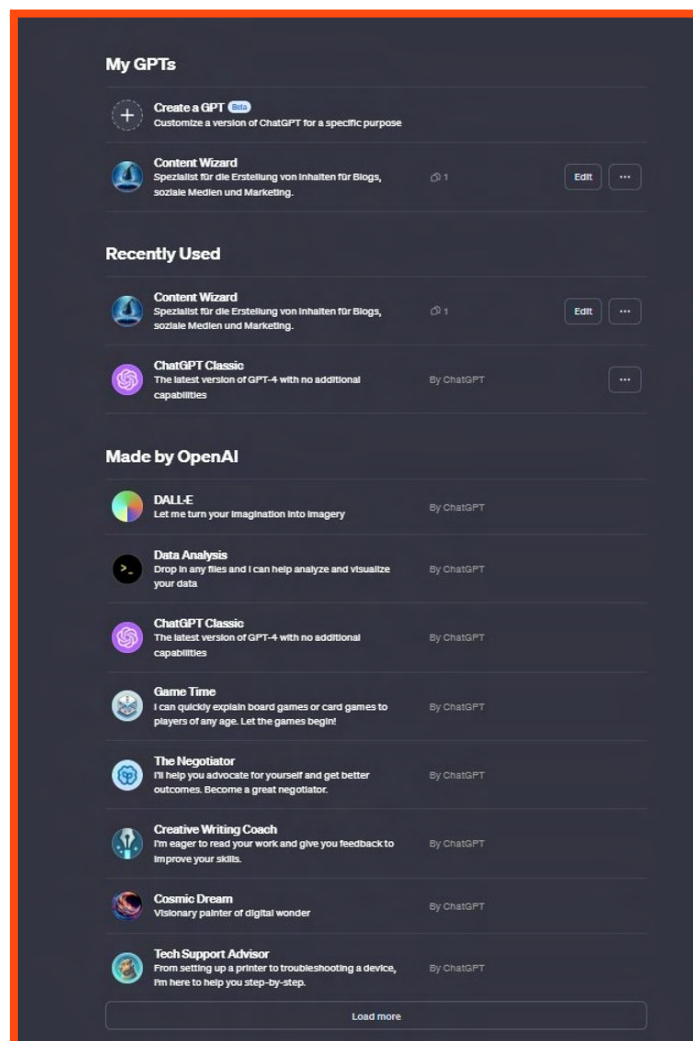 My GPTs
Create a GPT Beta
Customize a version of ChatGPT for a specific purpose
Content Wizard
Spezialist für die Erstellung von Inhalten für Blogs,
soziale Medien und Marketing.
1
Edit
...
Recently Used
Content Wizard
Spezialist für die Erstellung von Inhalten für Blogs,
soziale Medien und Marketing.
1
Edit
...
ChatGPT Classic
The latest version of GPT-4 with no additional
capabilities
By ChatGPT
...
Made by OpenAI
DALL·E
Let me turn your imagination into imagery
By ChatGPT
Data Analysis
Drop in any files and I can help analyze and visualize
your data
By ChatGPT
ChatGPT Classic
The latest version of GPT-4 with no additional
capabilities
By ChatGPT
Game Time
I can quickly explain board games or card games to
players of any age. Let the games begin!
By ChatGPT
The Negotiator
I'll help you advocate for yourself and get better
outcomes. Become a great negotiator.
By ChatGPT
Creative Writing Coach
I'm eager to read your work and give you feedback to
improve your skills.
By ChatGPT
Cosmic Dream
Visionary painter of digital wonder
By ChatGPT
Tech Support Advisor
From setting up a printer to troubleshooting a device,
I'm here to help you step-by-step.
By ChatGPT
Load more